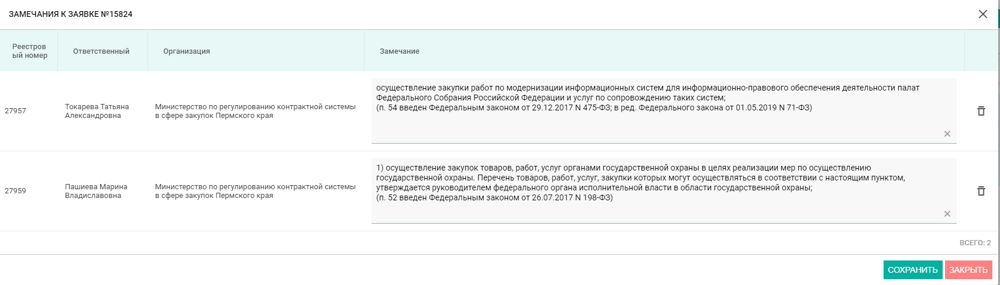 ЗАМЕЧАНИЯ К ЗАЯВКЕ №15824
Реестров
ый номер
Ответственный
Организация
Замечание
27957
Токарева Татьяна
Александровна
Министерство по регулированию контрактной системы
в сфере закупок Пермского края
осуществление закупки работ по модернизации информационных систем для информационно-правового обеспечения деятельности палат
Федерального Собрания Российской Федерации и услуг по сопровождению таких систем;
(п. 54 введен Федеральным законом от 29.12.2017 N 475-ФЗ; в ред. Федерального закона от 01.05.2019 N 71-ФЗ)
27959
Пашиева Марина
Владиславовна
Министерство по регулированию контрактной системы
в сфере закупок Пермского края
1) осуществление закупок товаров, работ, услуг органами государственной охраны в целях реализации мер по осуществлению
государственной охраны. Перечень товаров, работ, услуг, закупки которых могут осуществляться в соответствии с настоящим пунктом,
утверждается руководителем федерального органа исполнительной власти в области государственной охраны;
(п. 52 введен Федеральным законом от 26.07.2017 N 198-ФЗ)
ВСЕГО: 2
СОХРАНИТЬ
ЗАКРЫТЬ